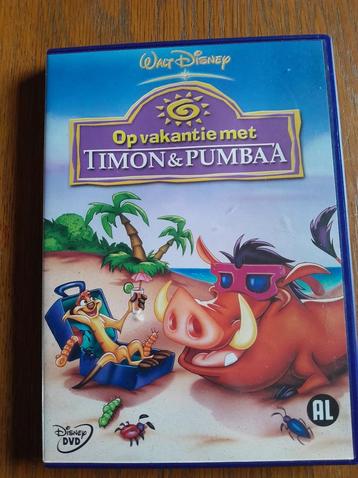 Walt Disney
Op vakantie met
TIMON & PUMBAA
AL
Disney
DVD